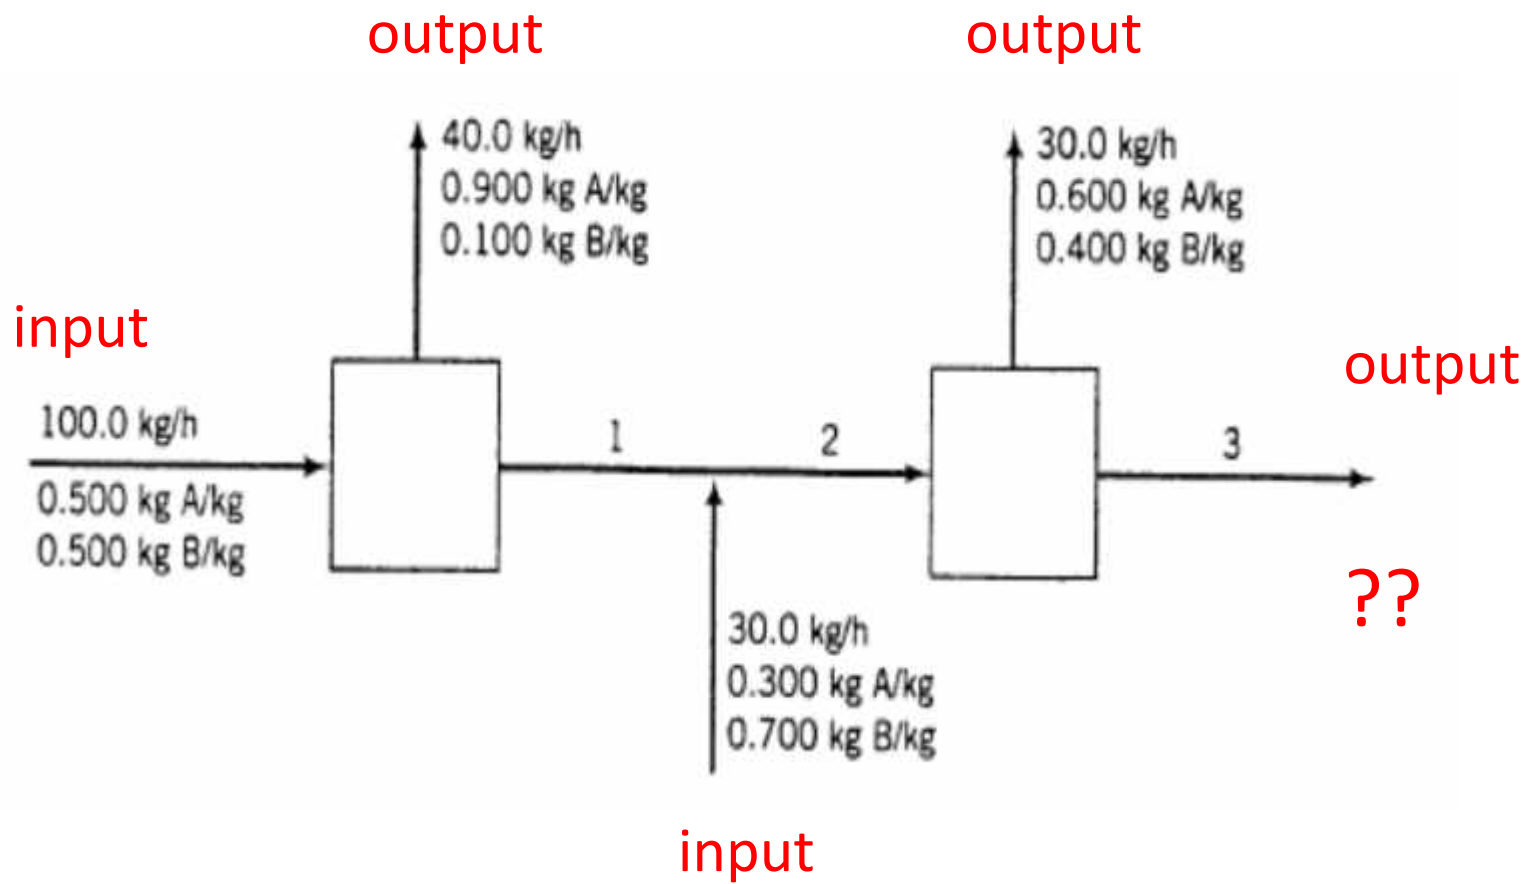 output
output
40.0 kg/h
0.900 kg A/kg
0.100 kg B/kg
30.0 kg/h
0.600 kg A/kg
0.400 kg B/kg
input
output
100.0 kg/h
0.500 kg A/kg
0.500 kg B/kg
1
2
3
??
30.0 kg/h
0.300 kg A/kg
0.700 kg B/kg
input